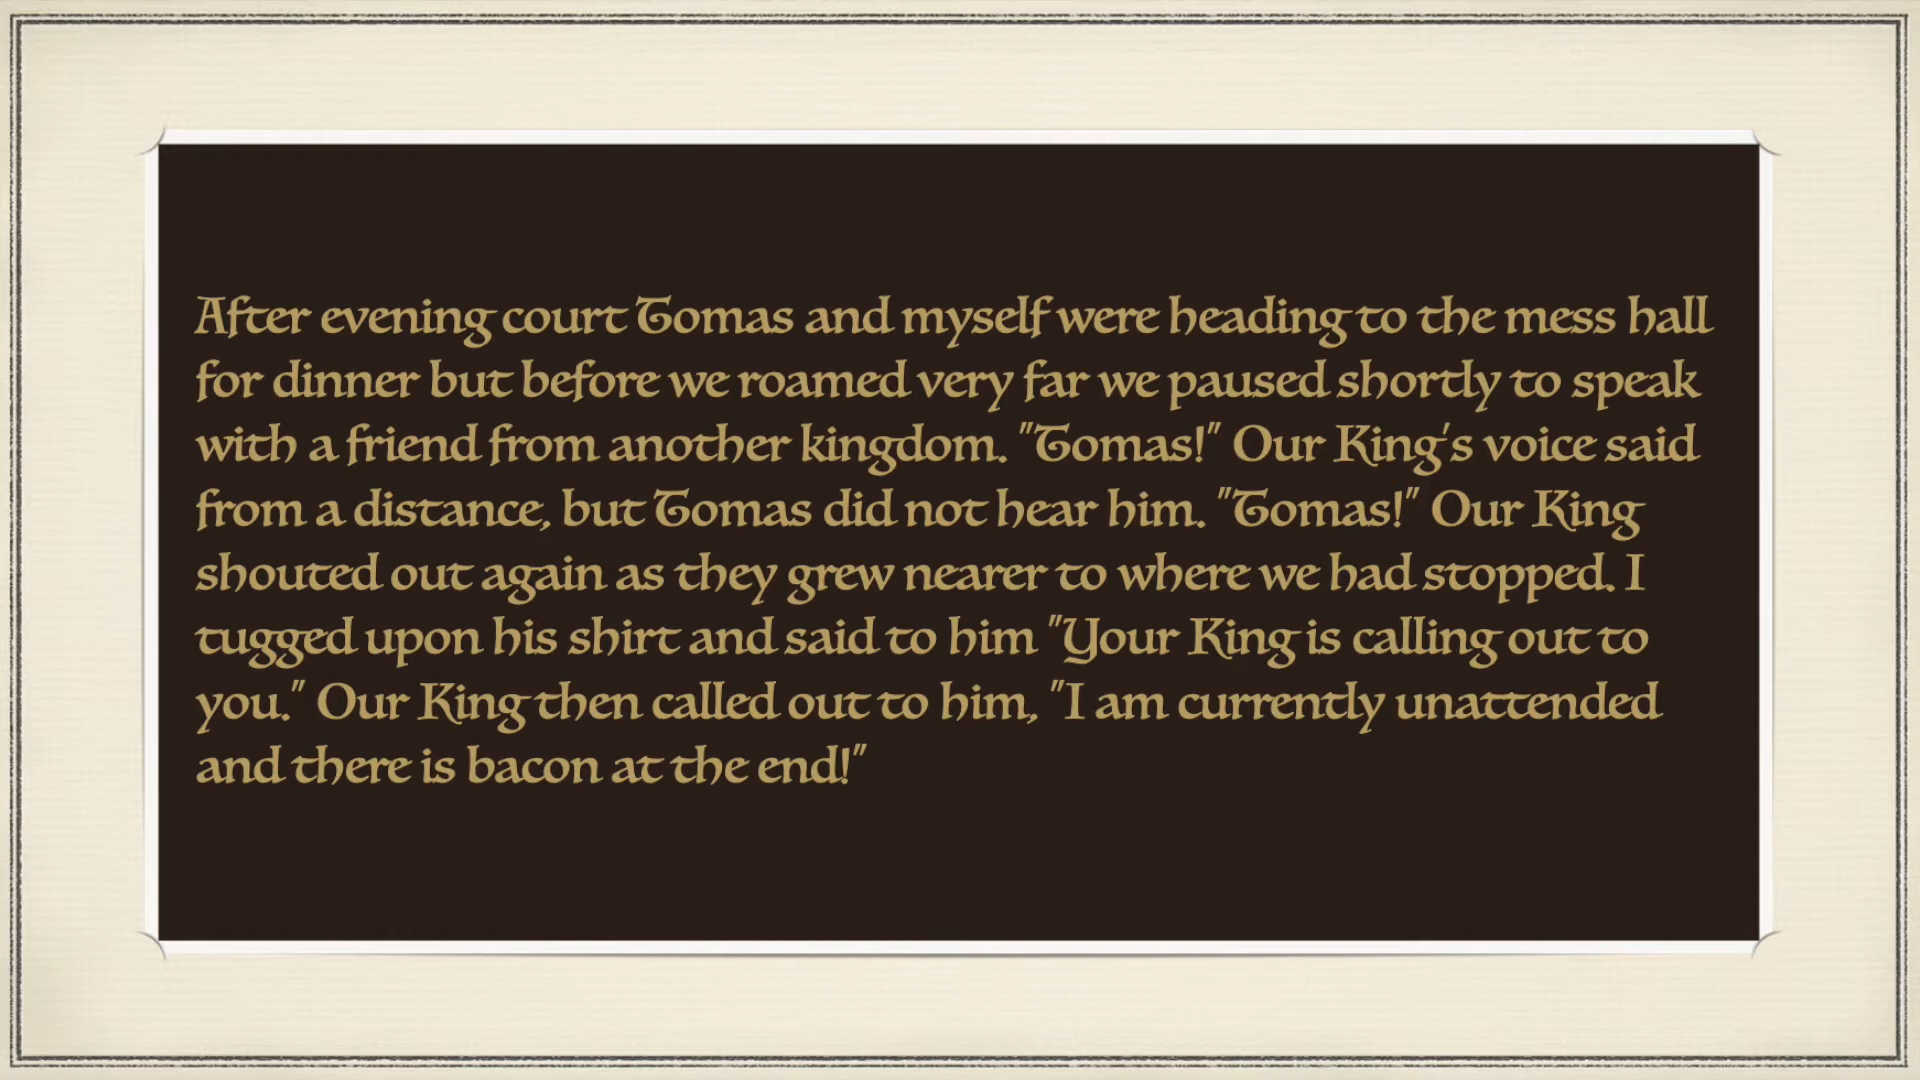 After evening court Tomas and myself were heading to the mess hall
for dinner but before we roamed very far we paused shortly to speak
with a friend from another kingdom. "Tomas!" Our King's voice said
from a distance, but Tomas did not hear him. "Tomas!" Our King
shouted out again as they grew nearer to where we had stopped. I
tugged upon his shirt and said to him "Your King is calling out to
you." Our King then called out to him, "I am currently unattended
and there is bacon at the end!"